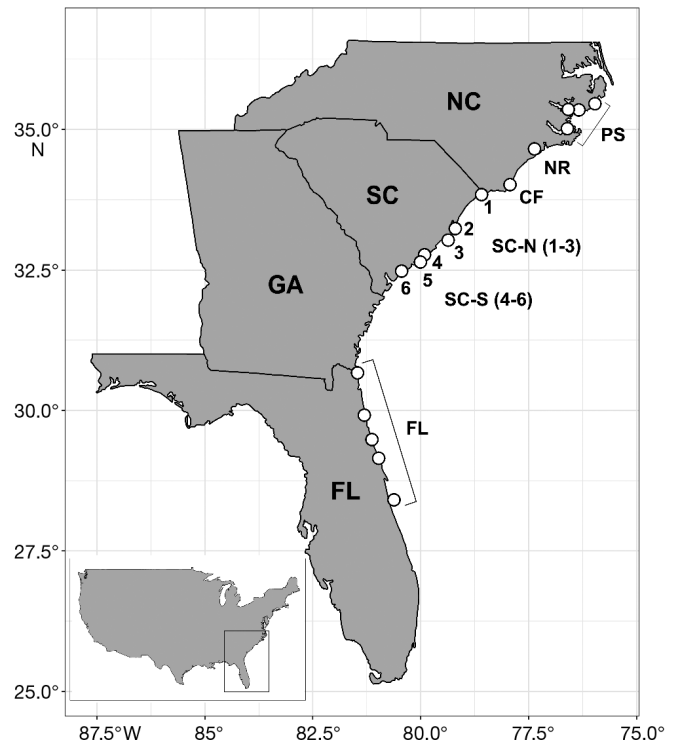 NC
35.0°
N
PS
NR
SC
CF
1
2
3
SC-N (1-3)
4
5
6
32.5°
GA
SC-S (4-6)
30.0°
FL
FL
27.5°
25.0°
87.5°W 85° 82.5° 80.0° 77.5° 75.0°